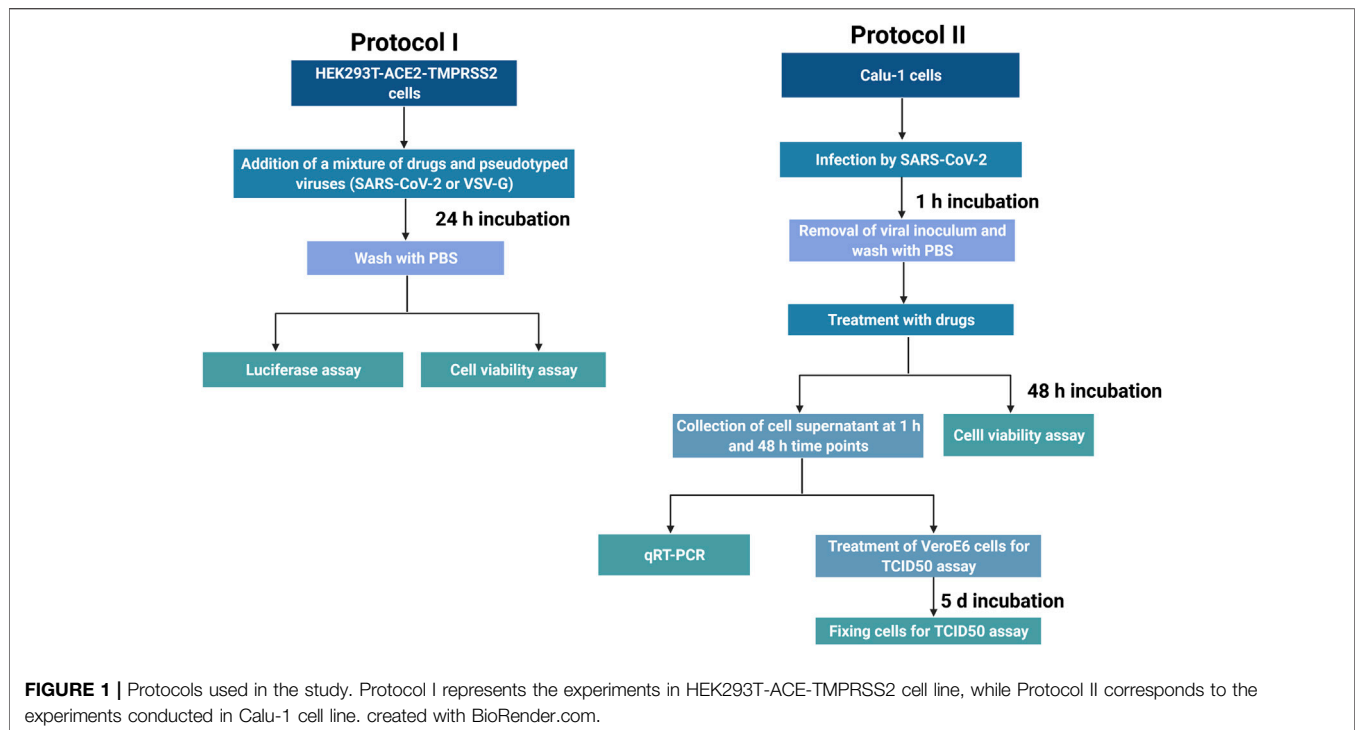 Protocol I
HEK293T-ACE2-TMPRSS2
cells
Addition of a mixture of drugs and pseudotyped
viruses (SARS-CoV-2 or VSV-G)
24 h incubation
Wash with PBS
Luciferase assay
Cell viability assay
Protocol II
Calu-1 cells
Infection by SARS-CoV-2
1 h incubation
Removal of viral inoculum and
wash with PBS
Treatment with drugs
48 h incubation
Collection of cell supernatant at 1 h
and 48 h time points
Celll viability assay
qRT-PCR
Treatment of VeroE6 cells for
TCID50 assay
5 d incubation
Fixing cells for TCID50 assay
FIGURE 1 | Protocols used in the study. Protocol I represents the experiments in HEK293T-ACE-TMPRSS2 cell line, while Protocol II corresponds to the
experiments conducted in Calu-1 cell line. created with BioRender.com.